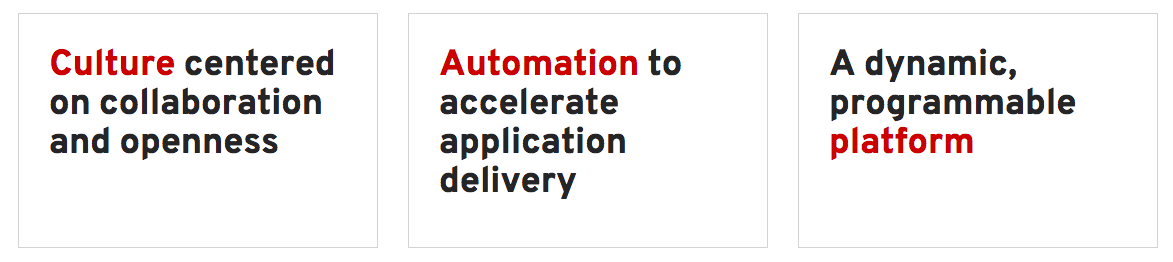 Culture centered
on collaboration
and openness
Automation to
accelerate
application
delivery
A dynamic,
programmable
platform